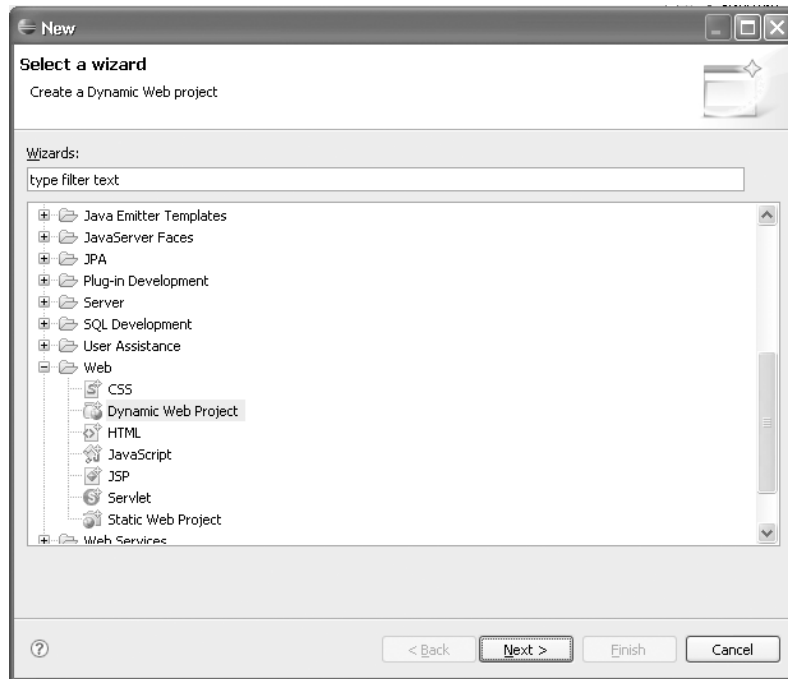 New
Select a wizard
Create a Dynamic Web project
Wizards:
type filter text
Java Emitter Templates
JavaServer Faces
JPA
Plug-in Development
Server
SQL Development
User Assistance
Web
CSS
Dynamic Web Project
HTML
JavaScript
JSP
Servlet
Static Web Project
Web Services
< Back Next > Finish Cancel